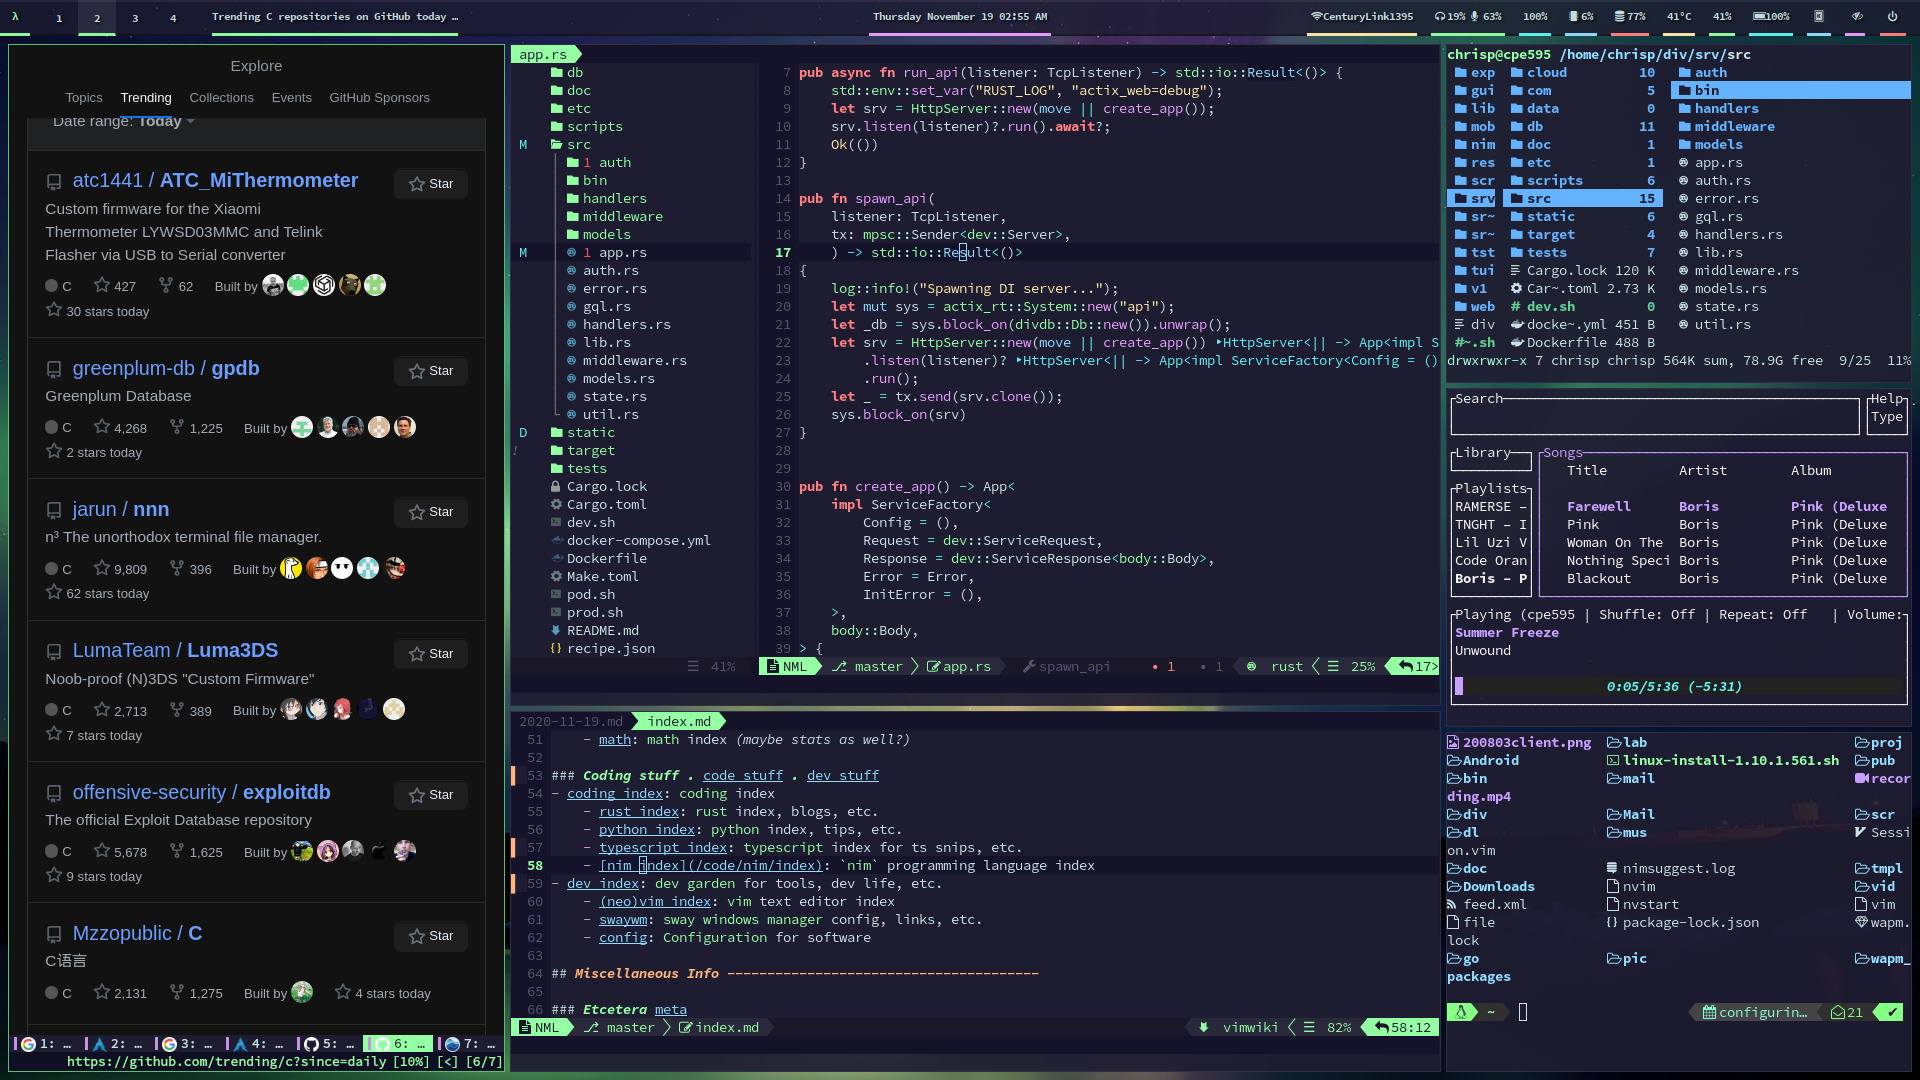 λ 1 2 3 4 Trending C repositories on GitHub today … Thursday November 19 02:55 AM CenturyLink1395 19% 63% 100% 6% 77% 41°C 41% 100%
Explore
Topics Trending Collections Events GitHub Sponsors
Date range: Today
atc1441 / ATC_MiThermometer Star
Custom firmware for the Xiaomi
Thermometer LYWSD03MMC and Telink
Flasher via USB to Serial converter
C 427 62 Built by
30 stars today
greenplum-db / gpdb Star
Greenplum Database
C 4,268 1,225 Built by
2 stars today
jarun / nnn Star
n³ The unorthodox terminal file manager.
C 9,809 396 Built by
62 stars today
LumaTeam / Luma3DS Star
Noob-proof (N)3DS "Custom Firmware"
C 2,713 389 Built by
7 stars today
offensive-security / exploitdb Star
The official Exploit Database repository
C 5,678 1,625 Built by
9 stars today
Mzzopublic / C Star
C语言
C 2,131 1,275 Built by 4 stars today
1: … 2: … 3: … 4: … 5: … 6: … 7: …
https://github.com/trending/c?since=daily [10%] [<] [6/7]
app.rs
db
doc
etc
scripts
M src
1 auth
bin
handlers
middleware
models
M 1 app.rs
auth.rs
error.rs
gql.rs
handlers.rs
lib.rs
middleware.rs
models.rs
state.rs
util.rs
D static
! target
tests
Cargo.lock
Cargo.toml
dev.sh
docker-compose.yml
Dockerfile
Make.toml
pod.sh
prod.sh
README.md
{} recipe.json
☰ 41%
7 pub async fn run_api(listener: TcpListener) -> std::io::Result<()> {
8 std::env::set_var("RUST_LOG", "actix_web=debug");
9 let srv = HttpServer::new(move || create_app());
10 srv.listen(listener)?.run().await?;
11 Ok(())
12 }
13
14 pub fn spawn_api(
15 listener: TcpListener,
16 tx: mpsc::Sender<dev::Server>,
17 ) -> std::io::Result<()>
18 {
19 log::info!("Spawning DI server...");
20 let mut sys = actix_rt::System::new("api");
21 let _db = sys.block_on(divdb::Db::new()).unwrap();
22 let srv = HttpServer::new(move || create_app()) ‣HttpServer<|| -> App<impl S
23 .listen(listener)? ‣HttpServer<|| -> App<impl ServiceFactory<Config = ()
24 .run();
25 let _ = tx.send(srv.clone());
26 sys.block_on(srv)
27 }
28
29
30 pub fn create_app() -> App<
31 impl ServiceFactory<
32 Config = (),
33 Request = dev::ServiceRequest,
34 Response = dev::ServiceResponse<body::Body>,
35 Error = Error,
36 InitError = (),
37 >,
38 body::Body,
39 > {
NML master app.rs spawn_api • 1 • 1 rust ☰ 25% 17>
2020-11-19.md index.md
51 - math: math index (maybe stats as well?)
52
53 ### Coding stuff . code stuff . dev stuff
54 - coding index: coding index
55 - rust index: rust index, blogs, etc.
56 - python index: python index, tips, etc.
57 - typescript index: typescript index for ts snips, etc.
58 - [nim index](/code/nim/index): `nim` programming language index
59 - dev index: dev garden for tools, dev life, etc.
60 - (neo)vim index: vim text editor index
61 - swaywm: sway windows manager config, links, etc.
62 - config: Configuration for software
63
64 ## Miscellaneous Info ---------------------------------------
65
66 ### Etcetera meta
NML master index.md vimwiki ☰ 82% 58:12
chrisp@cpe595 /home/chrisp/div/srv/src
exp cloud 10 auth
gui com 5 bin
lib data 0 handlers
mob db 11 middleware
nim doc 1 models
res etc 1 app.rs
scr scripts 6 auth.rs
srv src 15 error.rs
sr~ static 6 gql.rs
sr~ target 4 handlers.rs
tst tests 7 lib.rs
tui Cargo.lock 120 K middleware.rs
v1 Car~.toml 2.73 K models.rs
web # dev.sh 0 state.rs
div docke~.yml 451 B util.rs
#~.sh Dockerfile 488 B
drwxrwxr-x 7 chrisp chrisp 564K sum, 78.9G free 9/25 11%
Search Help
Type
Library Songs
Title Artist Album
Playlists
RAMERSE – Farewell Boris Pink (Deluxe
TNGHT – I Pink Boris Pink (Deluxe
Lil Uzi V Woman On The Boris Pink (Deluxe
Code Oran Nothing Speci Boris Pink (Deluxe
Boris – P Blackout Boris Pink (Deluxe
Playing (cpe595 | Shuffle: Off | Repeat: Off | Volume:
Summer Freeze
Unwound
0:05/5:36 (-5:31)
200803client.png lab proj
Android linux-install-1.10.1.561.sh pub
bin mail recor
ding.mp4
div Mail scr
dl mus Sessi
on.vim
doc nimsuggest.log tmpl
Downloads nvim vid
feed.xml nvstart vim
file {} package-lock.json wapm.
lock
go pic wapm_
packages
~ configurin… 21 ✔